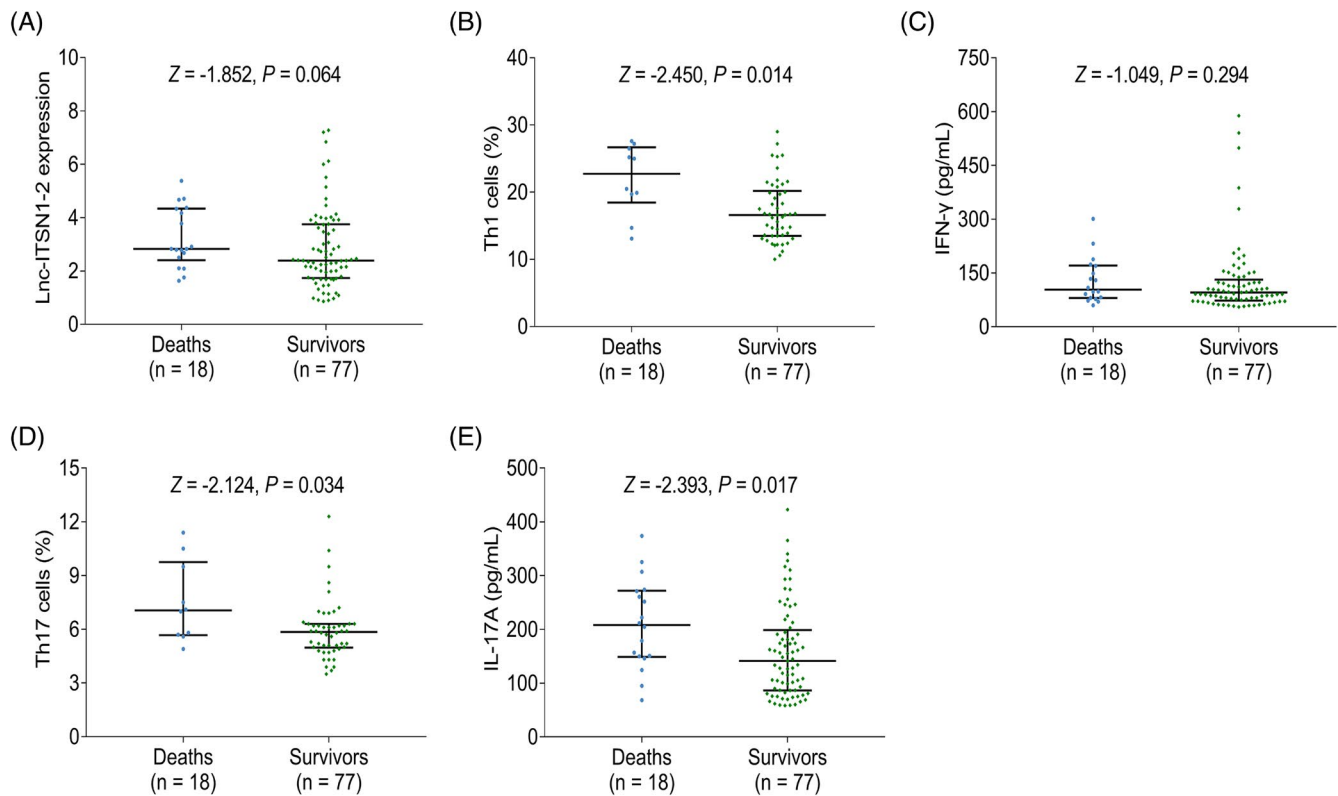 (A)
Lnc-ITSN1-2 expression
10
8
6
4
2
0
Z = -1.852, P = 0.064
Deaths
(n = 18)
Survivors
(n = 77)
(B)
Th1 cells (%)
40
30
20
10
0
Z = -2.450, P = 0.014
Deaths
(n = 18)
Survivors
(n = 77)
(C)
IFN-γ (pg/mL)
750
600
450
300
150
0
Z = -1.049, P = 0.294
Deaths
(n = 18)
Survivors
(n = 77)
(D)
Th17 cells (%)
15
12
9
6
3
0
Z = -2.124, P = 0.034
Deaths
(n = 18)
Survivors
(n = 77)
(E)
IL-17A (pg/mL)
500
400
300
200
100
0
Z = -2.393, P = 0.017
Deaths
(n = 18)
Survivors
(n = 77)